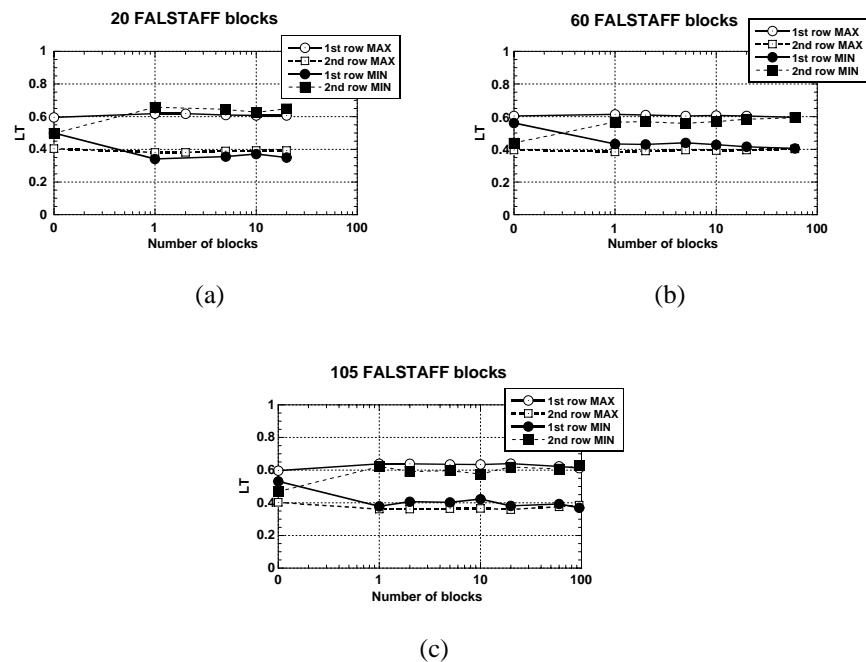 20 FALSTAFF blocks
1st row MAX
2nd row MAX
1st row MIN
2nd row MIN
1
0.8
0.6
0.4
0.2
0
LT
0 1 10 100
Number of blocks
(a)
60 FALSTAFF blocks
1st row MAX
2nd row MAX
1st row MIN
2nd row MIN
1
0.8
0.6
0.4
0.2
0
LT
0 1 10 100
Number of blocks
(b)
105 FALSTAFF blocks
1st row MAX
2nd row MAX
1st row MIN
2nd row MIN
1
0.8
0.6
0.4
0.2
0
LT
0 1 10 100
Number of blocks
(c)